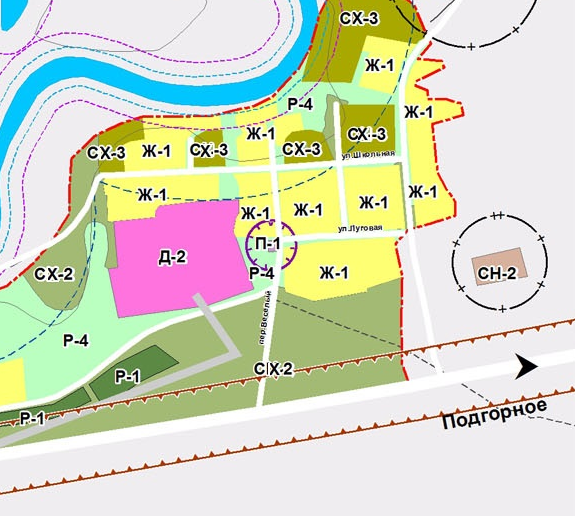 СХ-3
Ж-1
Р-4
Ж-1
Ж-1
СХ-3
СХ-3
Ж-1
СХ-3
СХ-3
ул.Школьная
Ж-1
Ж-1
Ж-1
Ж-1
Ж-1
ул.Луговая
П-1
Д-2
Р-4
Ж-1
СХ-2
СН-2
пер.Весёлый
Р-4
СХ-2
Р-1
Р-1
Подгорное